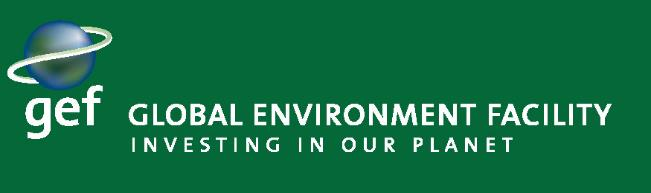 gef
GLOBAL ENVIRONMENT FACILITY
INVESTING IN OUR PLANET